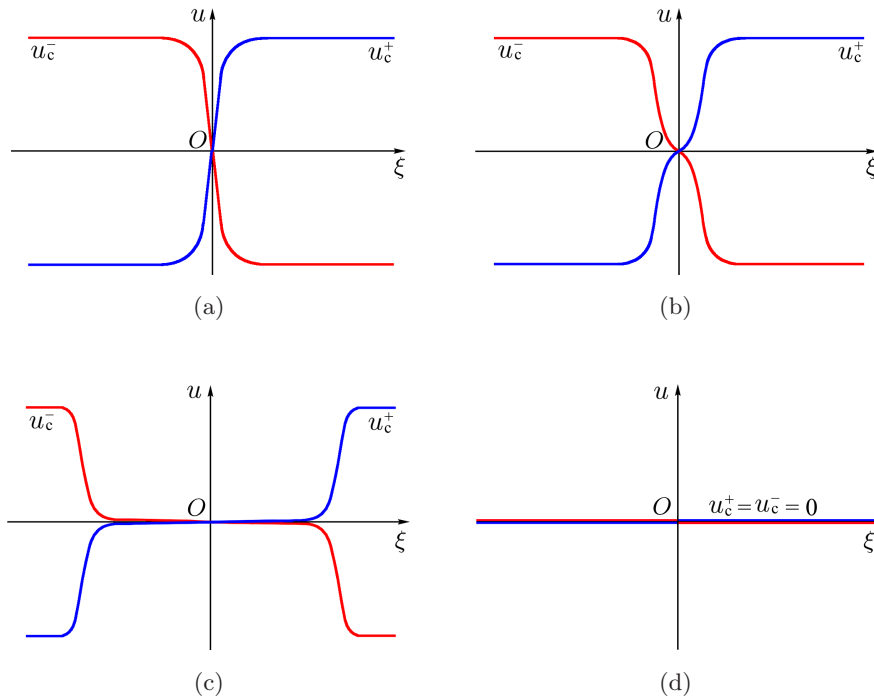 u
u_c^-
u_c^+
O
ξ
(a)
u
u_c^-
u_c^+
O
ξ
(b)
u
u_c^-
u_c^+
O
ξ
(c)
u
O
u_c^+ = u_c^- = 0
ξ
(d)